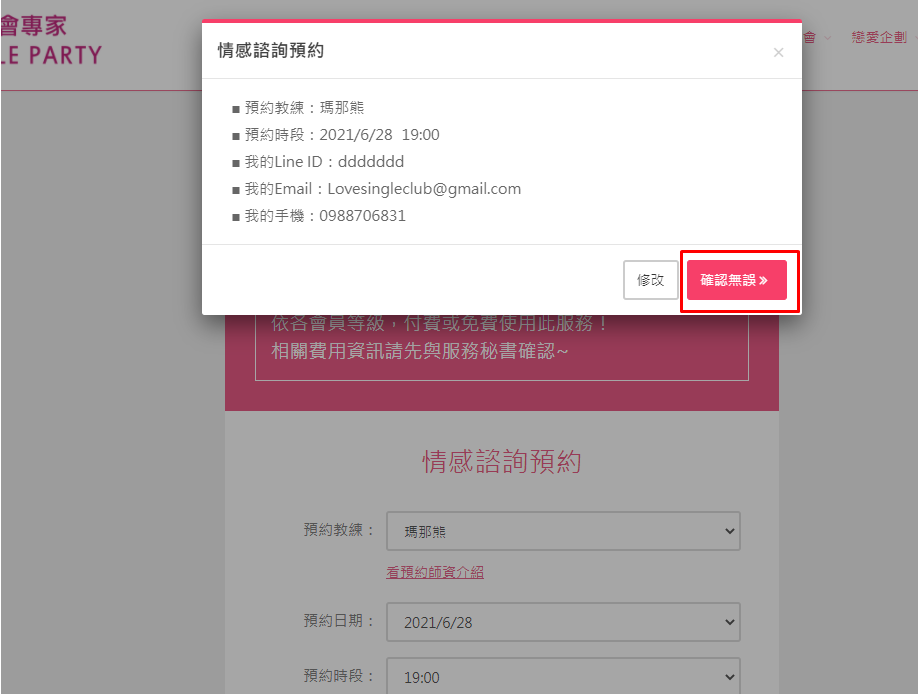 會專家
LE PARTY
會
戀愛企劃
情感諮詢預約
×
■ 預約教練：瑪那熊
■ 預約時段：2021/6/28 19:00
■ 我的Line ID：ddddddd
■ 我的Email：Lovesingleclub@gmail.com
■ 我的手機：0988706831
修改
確認無誤 »
依各會員等級，付費或免費使用此服務！
相關費用資訊請先與服務秘書確認~
情感諮詢預約
預約教練： 瑪那熊
看預約師資介紹
預約日期： 2021/6/28
預約時段： 19:00